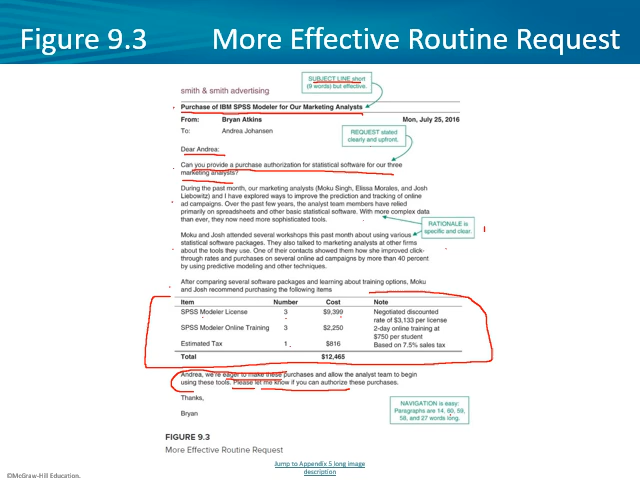 Figure 9.3 More Effective Routine Request
SUBJECT LINE short
(9 words) but effective.
smith & smith advertising
Purchase of IBM SPSS Modeler for Our Marketing Analysts
From: Bryan Atkins Mon, July 25, 2016
To: Andrea Johansen
REQUEST stated
clearly and upfront.
Dear Andrea:
Can you provide a purchase authorization for statistical software for our three
marketing analysts?
During the past month, our marketing analysts (Moku Singh, Elissa Morales, and Josh
Liebowitz) and I have explored ways to improve the prediction and tracking of online
ad campaigns. Over the past few years, the analyst team members have relied
primarily on spreadsheets and other basic statistical software. With more complex data
than ever, they now need more sophisticated tools.
RATIONALE is
specific and clear.
Moku and Josh attended several workshops this past month about using various
statistical software packages. They also talked to marketing analysts at other firms
about the tools they use. One of their contacts showed them how she improved click-
through rates and purchases on several online ad campaigns by more than 40 percent
by using predictive modeling and other techniques.
After comparing several software packages and learning about training options, Moku
and Josh recommend purchasing the following items
Item Number Cost Note
SPSS Modeler License 3 $9,399 Negotiated discounted
rate of $3,133 per license
SPSS Modeler Online Training 3 $2,250 2-day online training at
$750 per student
Estimated Tax 1 $816 Based on 7.5% sales tax
Total $12,465
Andrea, we're eager to make these purchases and allow the analyst team to begin
using these tools. Please let me know if you can authorize these purchases.
Thanks,
Bryan
NAVIGATION is easy:
Paragraphs are 14, 60, 59,
58, and 27 words long.
FIGURE 9.3
More Effective Routine Request
Jump to Appendix 5 long image
description
©McGraw-Hill Education.